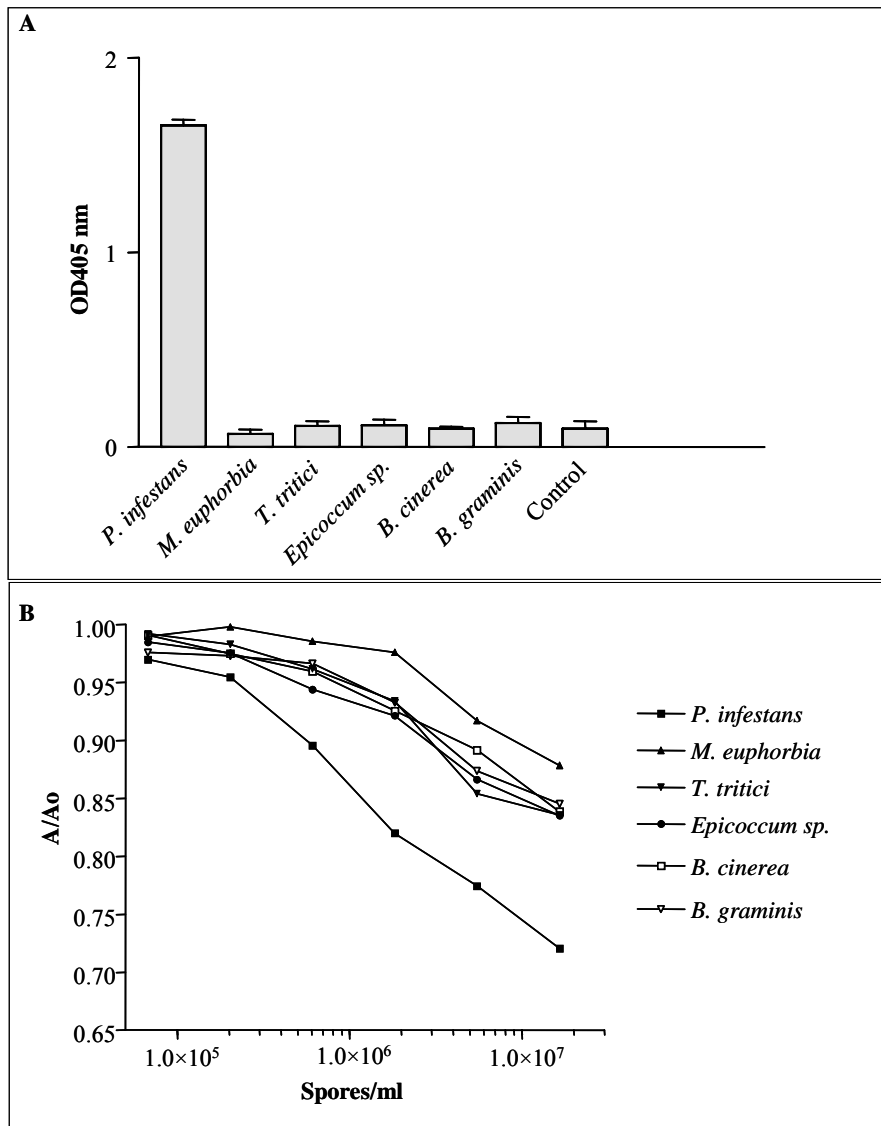 A
2
1
0
OD405 nm
P. infestans
M. euphorbia
T. tritici
Epicoccum sp.
B. cinerea
B. graminis
Control
B
1.00
0.95
0.90
0.85
0.80
0.75
0.70
0.65
A/Ao
1.0×10⁵
1.0×10⁶
1.0×10⁷
Spores/ml
P. infestans
M. euphorbia
T. tritici
Epicoccum sp.
B. cinerea
B. graminis